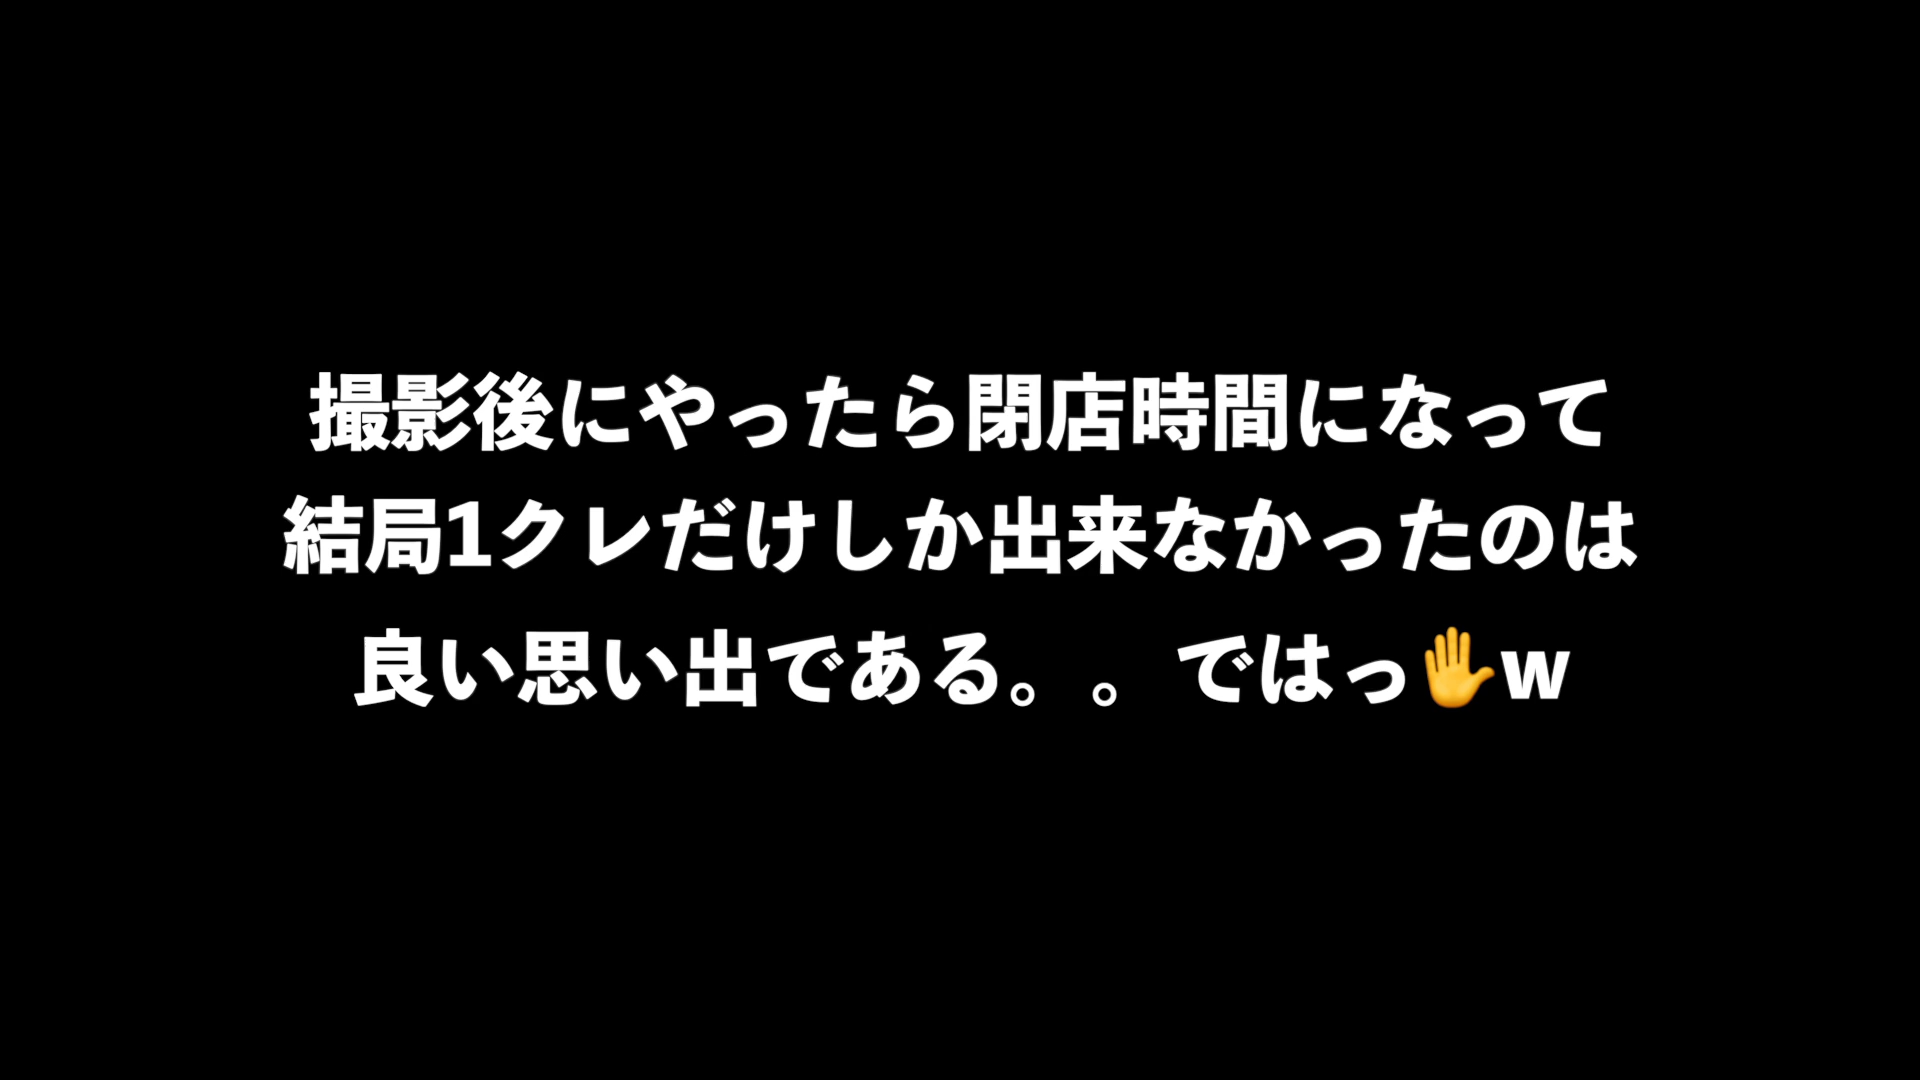 撮影後にやったら閉店時間になって
結局1クレだけしか出来なかったのは
良い思い出である。。ではっ✋w